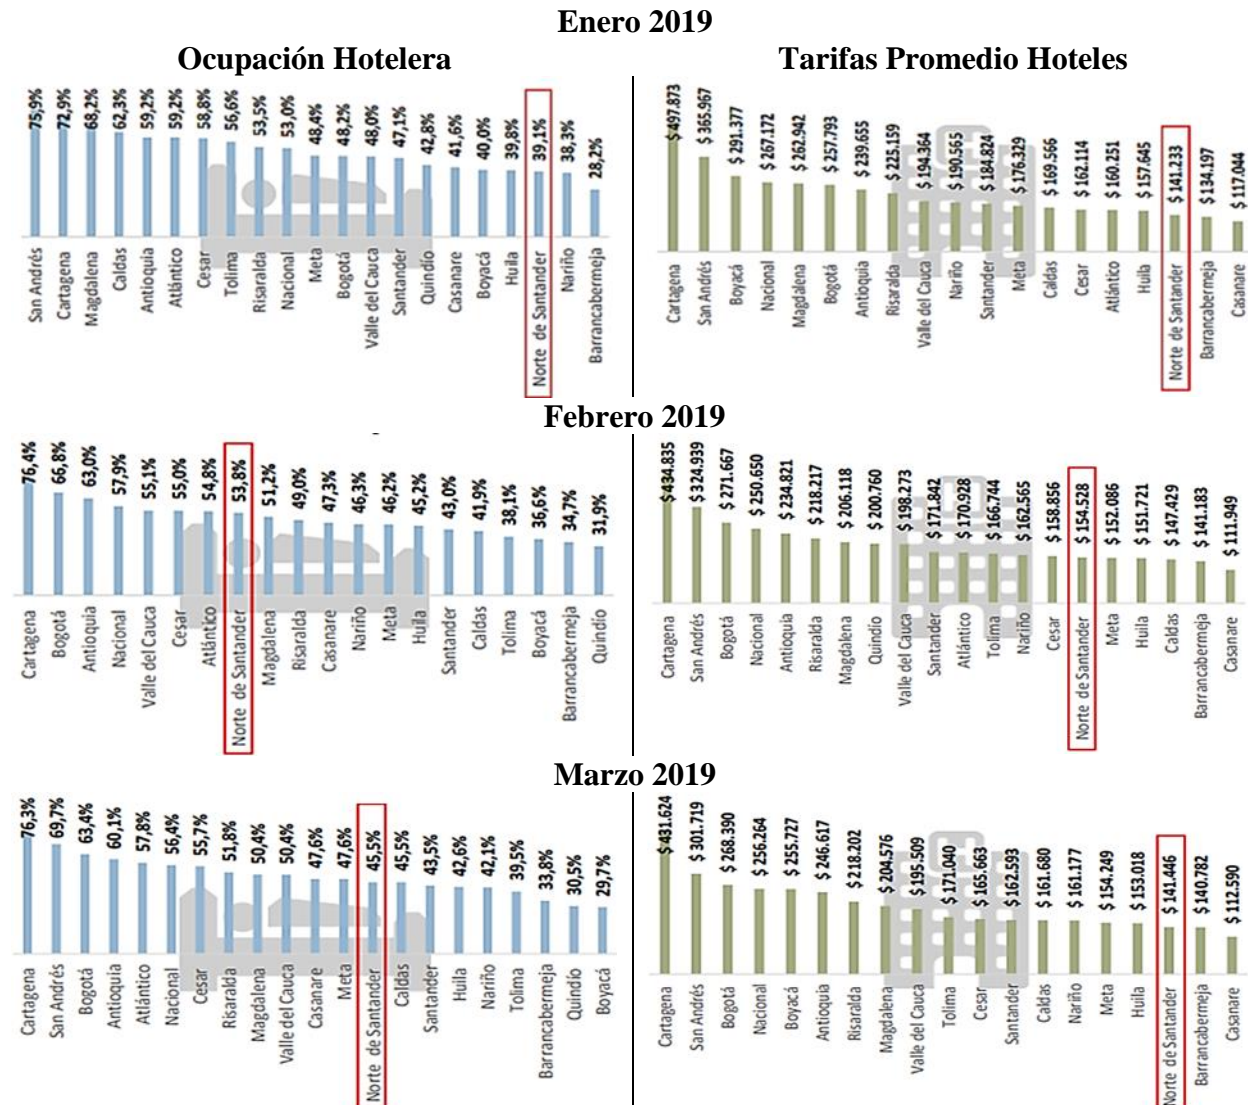 Enero 2019
Ocupación Hotelera
75,9%
72,9%
68,2%
62,3%
59,2%
59,2%
58,8%
56,6%
53,5%
53,0%
48,4%
48,2%
48,0%
47,1%
42,8%
41,6%
40,0%
39,8%
39,1%
38,3%
28,2%
San Andrés
Cartagena
Magdalena
Caldas
Antioquia
Atlántico
Cesar
Tolima
Risaralda
Nacional
Meta
Bogotá
Valle del Cauca
Santander
Quindío
Casanare
Boyacá
Huila
Norte de Santander
Nariño
Barrancabermeja
Tarifas Promedio Hoteles
$ 497.873
$ 365.967
$ 291.377
$ 267.172
$ 262.942
$ 257.793
$ 239.655
$ 225.159
$ 194.364
$ 190.565
$ 184.824
$ 176.329
$ 169.566
$ 162.114
$ 160.251
$ 157.645
$ 141.233
$ 134.197
$ 117.044
Cartagena
San Andrés
Boyacá
Nacional
Magdalena
Bogotá
Antioquia
Risaralda
Valle del Cauca
Nariño
Santander
Meta
Caldas
Cesar
Atlántico
Huila
Norte de Santander
Barrancabermeja
Casanare
Febrero 2019
76,4%
66,8%
63,0%
57,9%
55,1%
55,0%
54,8%
53,8%
51,2%
49,0%
47,3%
46,3%
46,2%
45,2%
43,0%
41,9%
38,1%
36,6%
34,7%
31,9%
Cartagena
Bogotá
Antioquia
Nacional
Valle del Cauca
Cesar
Atlántico
Norte de Santander
Magdalena
Risaralda
Casanare
Nariño
Meta
Huila
Santander
Caldas
Tolima
Boyacá
Barrancabermeja
Quindío
$ 434.835
$ 324.939
$ 271.667
$ 250.650
$ 234.821
$ 218.217
$ 206.118
$ 200.760
$ 198.273
$ 171.842
$ 170.928
$ 166.744
$ 162.565
$ 158.856
$ 154.528
$ 152.086
$ 151.721
$ 147.429
$ 141.183
$ 111.949
Cartagena
San Andrés
Bogotá
Nacional
Antioquia
Risaralda
Magdalena
Quindio
Valle del Cauca
Santander
Atlántico
Tolima
Nariño
Cesar
Norte de Santander
Meta
Huila
Caldas
Barrancabermeja
Casanare
Marzo 2019
76,3%
69,7%
63,4%
60,1%
57,8%
56,4%
55,7%
51,8%
50,4%
50,4%
47,6%
47,6%
45,5%
45,5%
43,5%
42,6%
42,1%
39,5%
33,8%
30,5%
29,7%
Cartagena
San Andrés
Bogotá
Antioquia
Atlántico
Nacional
Cesar
Risaralda
Magdalena
Valle del Cauca
Casanare
Meta
Norte de Santander
Caldas
Santander
Huila
Nariño
Tolima
Barrancabermeja
Quindío
Boyacá
$ 431.624
$ 301.719
$ 268.390
$ 256.264
$ 255.727
$ 246.617
$ 218.202
$ 204.576
$ 195.509
$ 171.040
$ 165.663
$ 162.593
$ 161.680
$ 161.177
$ 154.249
$ 153.018
$ 141.446
$ 140.782
$ 112.590
Cartagena
San Andrés
Bogotá
Nacional
Boyacá
Antioquia
Risaralda
Magdalena
Valle del Cauca
Tolima
Cesar
Santander
Caldas
Nariño
Meta
Huila
Norte de Santander
Barrancabermeja
Casanare